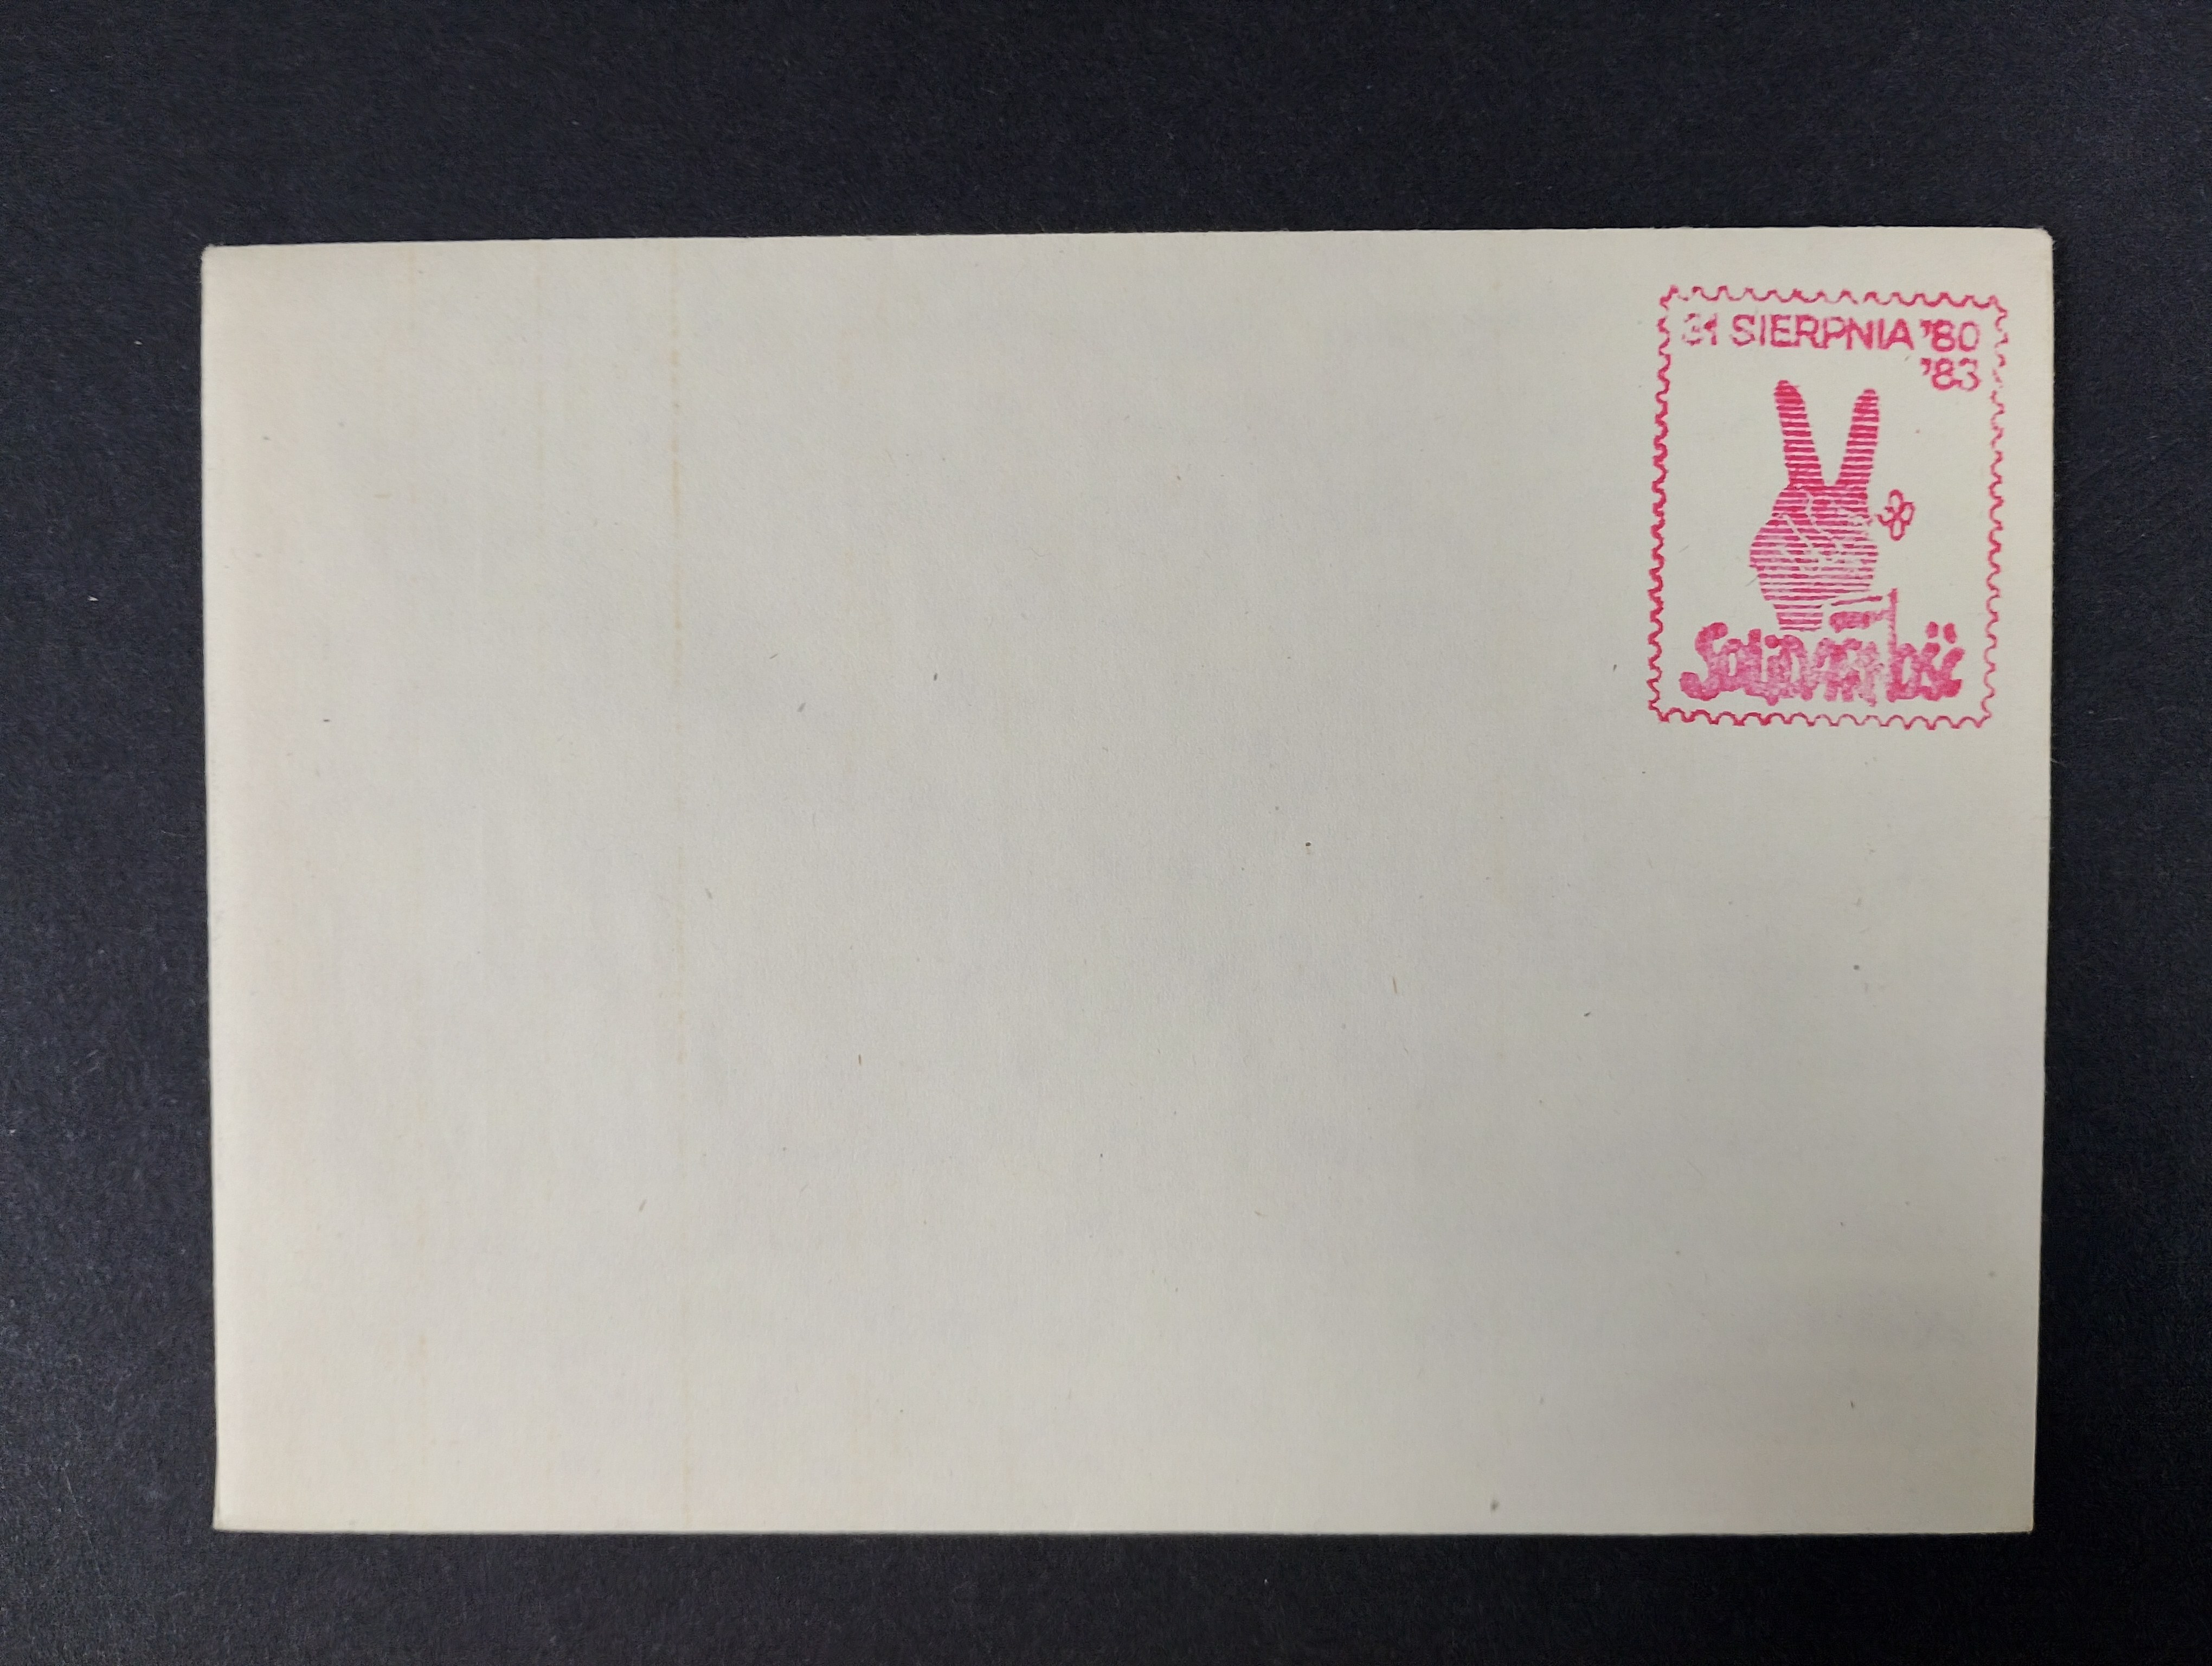 31 SIERPNIA '80
'83
Solidarność